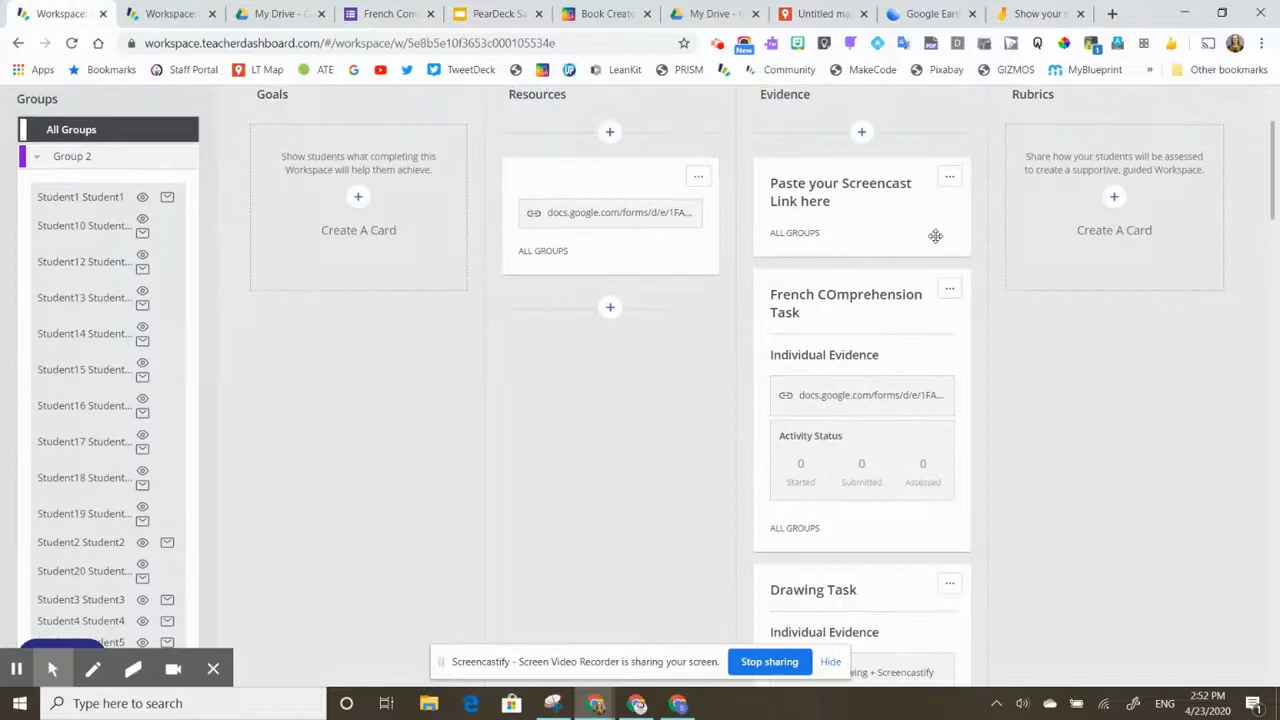 Workspace:
Workspace:
My Drive - G
French Com
PearDeck Sa
Book Creato
My Drive - G
Untitled ma
Google Eart
Show your t
workspace.teacherdashboard.com/#/workspace/w/5e8b5e10f3653c000105534e
New
Apps
Bookmarks
Staff Portal
LT Map
ATE
TweetDeck
LeanKit
PRISM
Community
MakeCode
Pixabay
GIZMOS
MyBlueprint
»
Other bookmarks
Groups
Goals
Resources
Evidence
Rubrics
All Groups
Group 2
Student1 Student1
Student10 Student...
Student12 Student...
Student13 Student...
Student14 Student...
Student15 Student...
Student16 Student...
Student17 Student...
Student18 Student...
Student19 Student...
Student2 Student2
Student20 Student...
Student3 Student3
Student4 Student4
Show students what completing this
Workspace will help them achieve.
Create A Card
docs.google.com/forms/d/e/1FA...
ALL GROUPS
Paste your Screencast
Link here
ALL GROUPS
French COmprehension
Task
Individual Evidence
docs.google.com/forms/d/e/1FA...
Activity Status
0 0 0
Started Submitted Assessed
ALL GROUPS
Drawing Task
Individual Evidence
Share how your students will be assessed
to create a supportive, guided Workspace.
Create A Card
Screencastify - Screen Video Recorder is sharing your screen.
Stop sharing
Hide
Type here to search
ENG
2:52 PM
4/23/2020